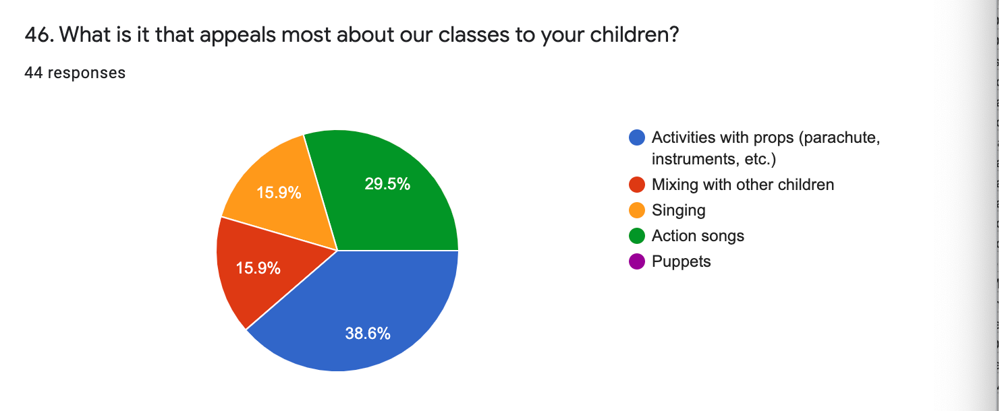 46. What is it that appeals most about our classes to your children?
44 responses
29.5%
15.9%
15.9%
38.6%
Activities with props (parachute,
instruments, etc.)
Mixing with other children
Singing
Action songs
Puppets